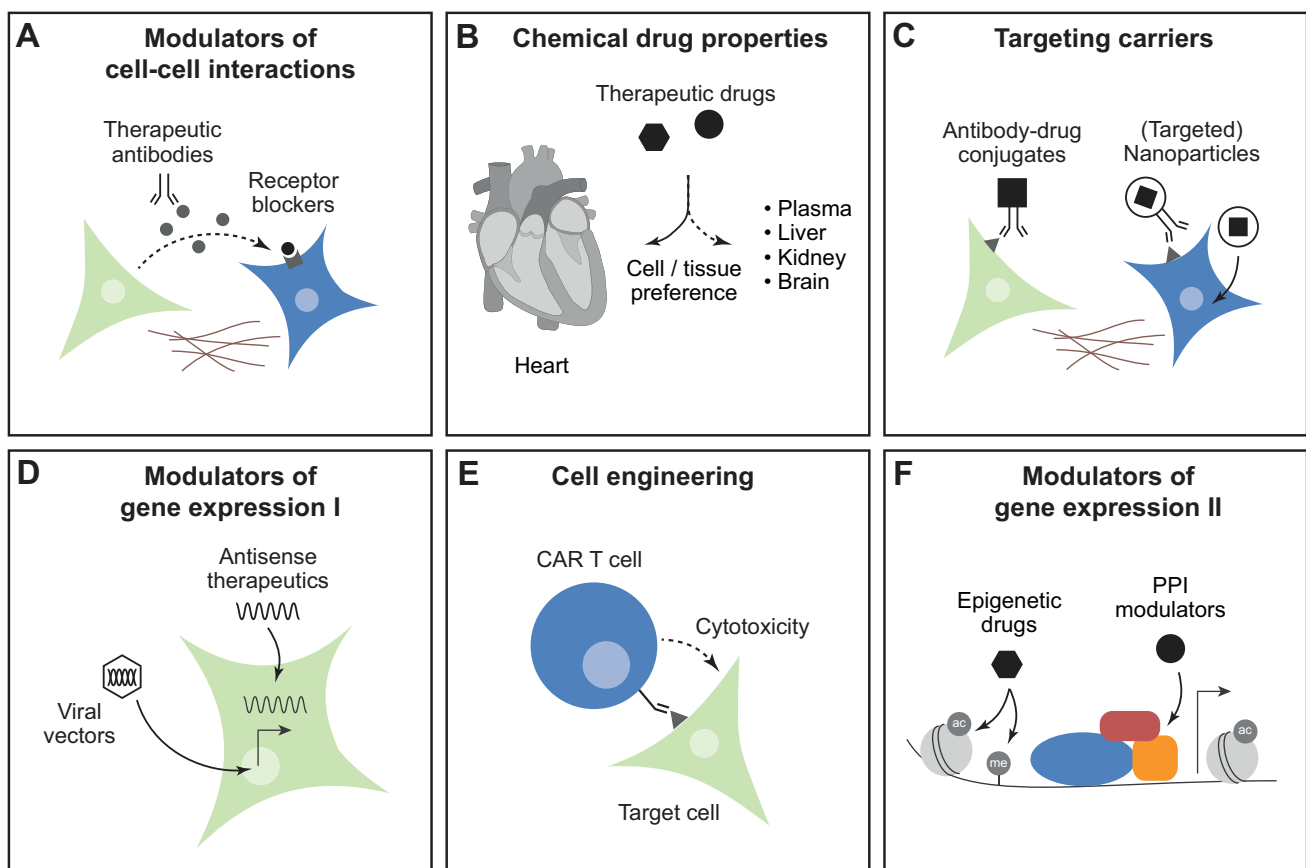 A
Modulators of
cell-cell interactions
Therapeutic
antibodies
Receptor
blockers
B
Chemical drug properties
Therapeutic drugs
• Plasma
• Liver
• Kidney
• Brain
Cell / tissue
preference
Heart
C
Targeting carriers
Antibody-drug
conjugates
(Targeted)
Nanoparticles
D
Modulators of
gene expression I
Antisense
therapeutics
Viral
vectors
E
Cell engineering
CAR T cell
Cytotoxicity
Target cell
F
Modulators of
gene expression II
Epigenetic
drugs
PPI
modulators
ac
me
ac